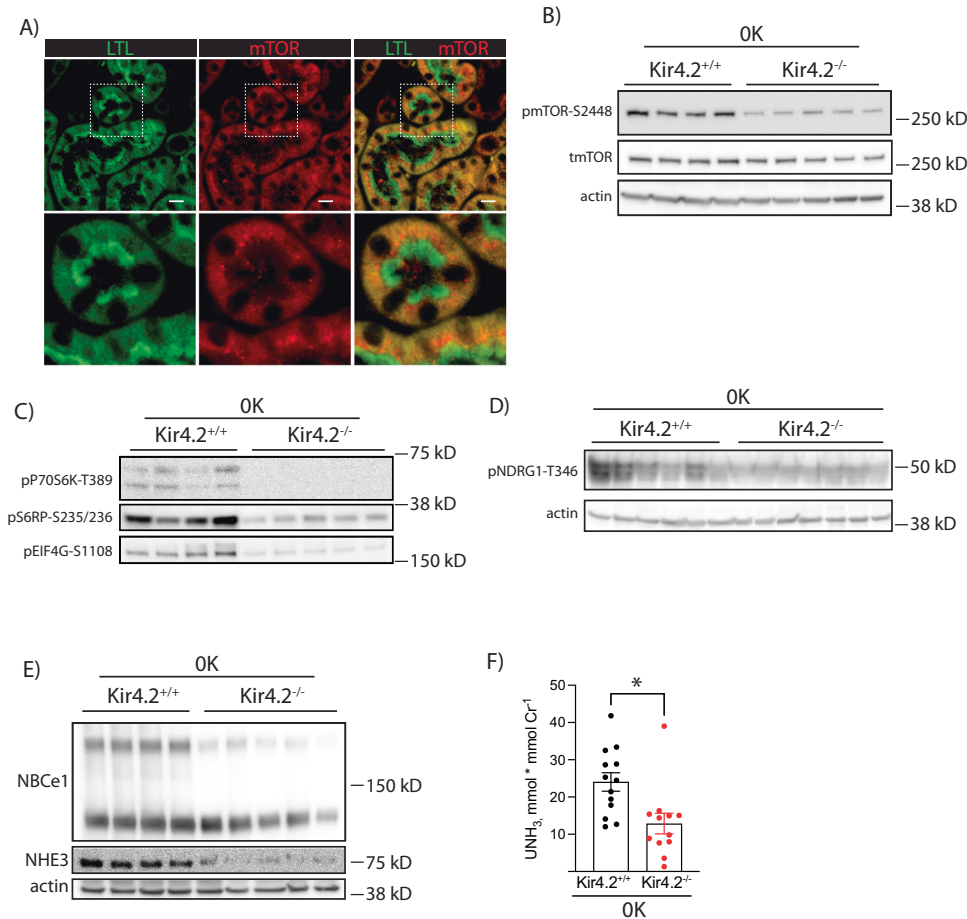 A)
LTL
mTOR
LTL mTOR
B)
0K
Kir4.2+/+ Kir4.2-/-
pmTOR-S2448
250 kD
tmTOR
250 kD
actin
38 kD
C)
0K
Kir4.2+/+ Kir4.2-/-
75 kD
pP70S6K-T389
38 kD
pS6RP-S235/236
pEIF4G-S1108
150 kD
D)
0K
Kir4.2+/+ Kir4.2-/-
pNDRG1-T346
50 kD
actin
38 kD
E)
0K
Kir4.2+/+ Kir4.2-/-
NBCe1
150 kD
NHE3
75 kD
actin
38 kD
F)
UNH3, mmol * mmol Cr-1
50
40
30
20
10
*
Kir4.2+/+ Kir4.2-/-
0K